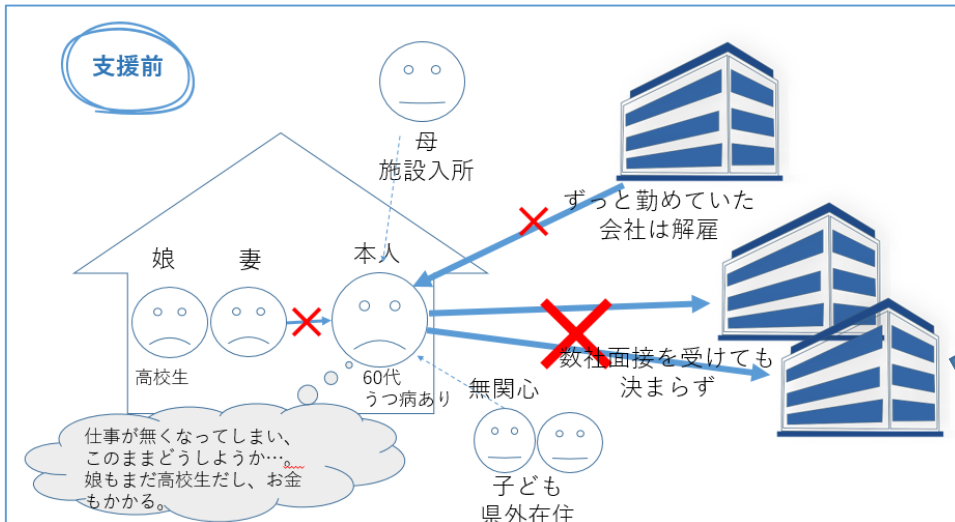 支援前
母
施設入所
ずっと勤めていた
会社は解雇
娘
妻
本人
高校生
60代
うつ病あり
数社面接を受けても
決まらず
無関心
子ども
県外在住
仕事が無くなってしまい、
このままどうしようか…。
娘もまだ高校生だし、お金
もかかる。